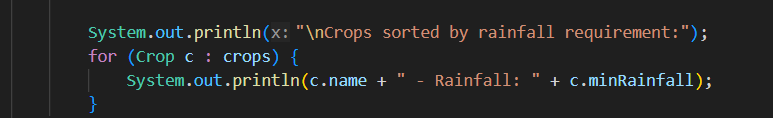 System.out.println(x: "\nCrops sorted by rainfall requirement:");
for (Crop c : crops) {
System.out.println(c.name + " - Rainfall: " + c.minRainfall);
}